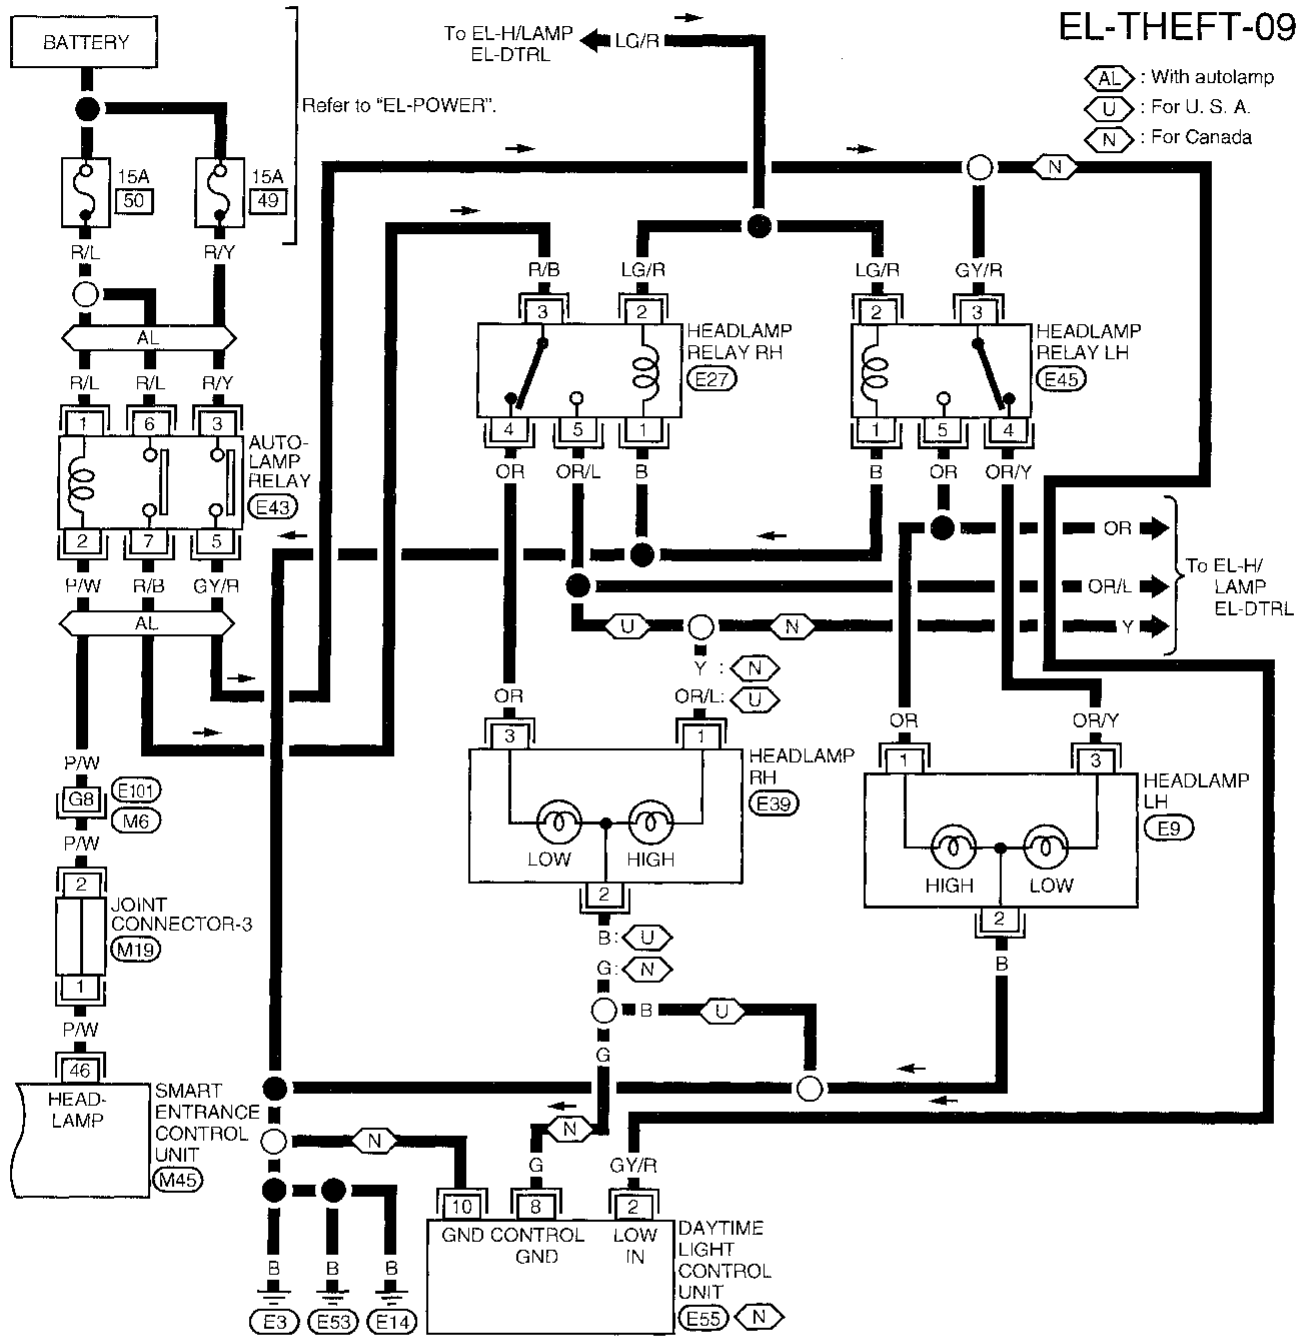 EL-THEFT-09
BATTERY
To EL-H/LAMP
EL-DTRL
LG/R
AL : With autolamp
U : For U. S. A.
N : For Canada
Refer to "EL-POWER".
15A
50
15A
49
N
R/L
R/Y
R/B
LG/R
LG/R
GY/R
3
2
2
3
AL
HEADLAMP
RELAY RH
E27
HEADLAMP
RELAY LH
E45
R/L
R/L
R/Y
1
6
3
4
5
1
1
5
4
AUTO-
LAMP
RELAY
E43
OR
OR/L
B
B
OR
OR/Y
2
7
5
OR
P/W
R/B
GY/R
OR/L
To EL-H/
LAMP
EL-DTRL
AL
U
N
Y
Y : N
OR
OR/L: U
OR
OR/Y
3
1
1
3
HEADLAMP
RH
E39
HEADLAMP
LH
E9
P/W
G8
E101
M6
P/W
LOW
HIGH
HIGH
LOW
2
2
2
JOINT
CONNECTOR-3
M19
B: U
G: N
B
1
B
U
P/W
G
46
HEAD-
LAMP
SMART
ENTRANCE
CONTROL
UNIT
M45
N
N
G
GY/R
10
8
2
GND
CONTROL
GND
LOW
IN
DAYTIME
LIGHT
CONTROL
UNIT
E55 N
B
B
B
E3
E53
E14